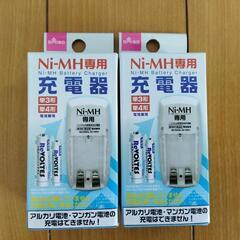 DAISO
Ni-MH専用
Ni-MH Battery Charger
充電器
単3形
単4形
Ni-MH
専用
ReVOLTES
アルカリ電池・マンガン電池の
充電はできません!
DAISO
Ni-MH専用
Ni-MH Battery Charger
充電器
単3形
単4形
Ni-MH
専用
ReVOLTES
アルカリ電池・マンガン電池の
充電はできません!